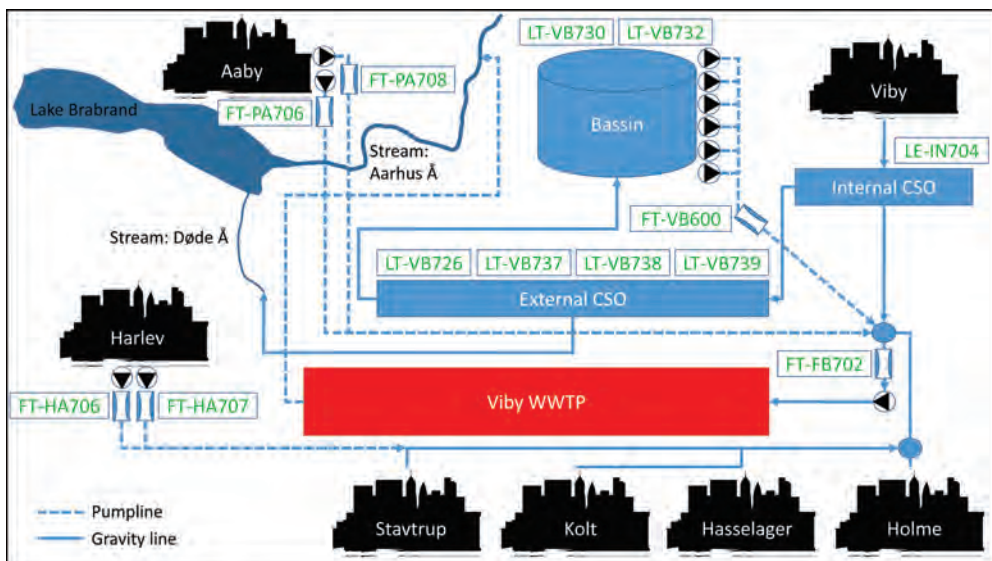 LT-VB730
LT-VB732
Aaby
FT-PA708
Viby
Lake Brabrand
FT-PA706
Bassin
Stream:
Aarhus Å
LE-IN704
Internal CSO
FT-VB600
Stream: Døde Å
LT-VB726
LT-VB737
LT-VB738
LT-VB739
External CSO
Harlev
FT-FB702
FT-HA706
FT-HA707
Viby WWTP
Stavtrup
Kolt
Hasselager
Holme
Pumpline
Gravity line